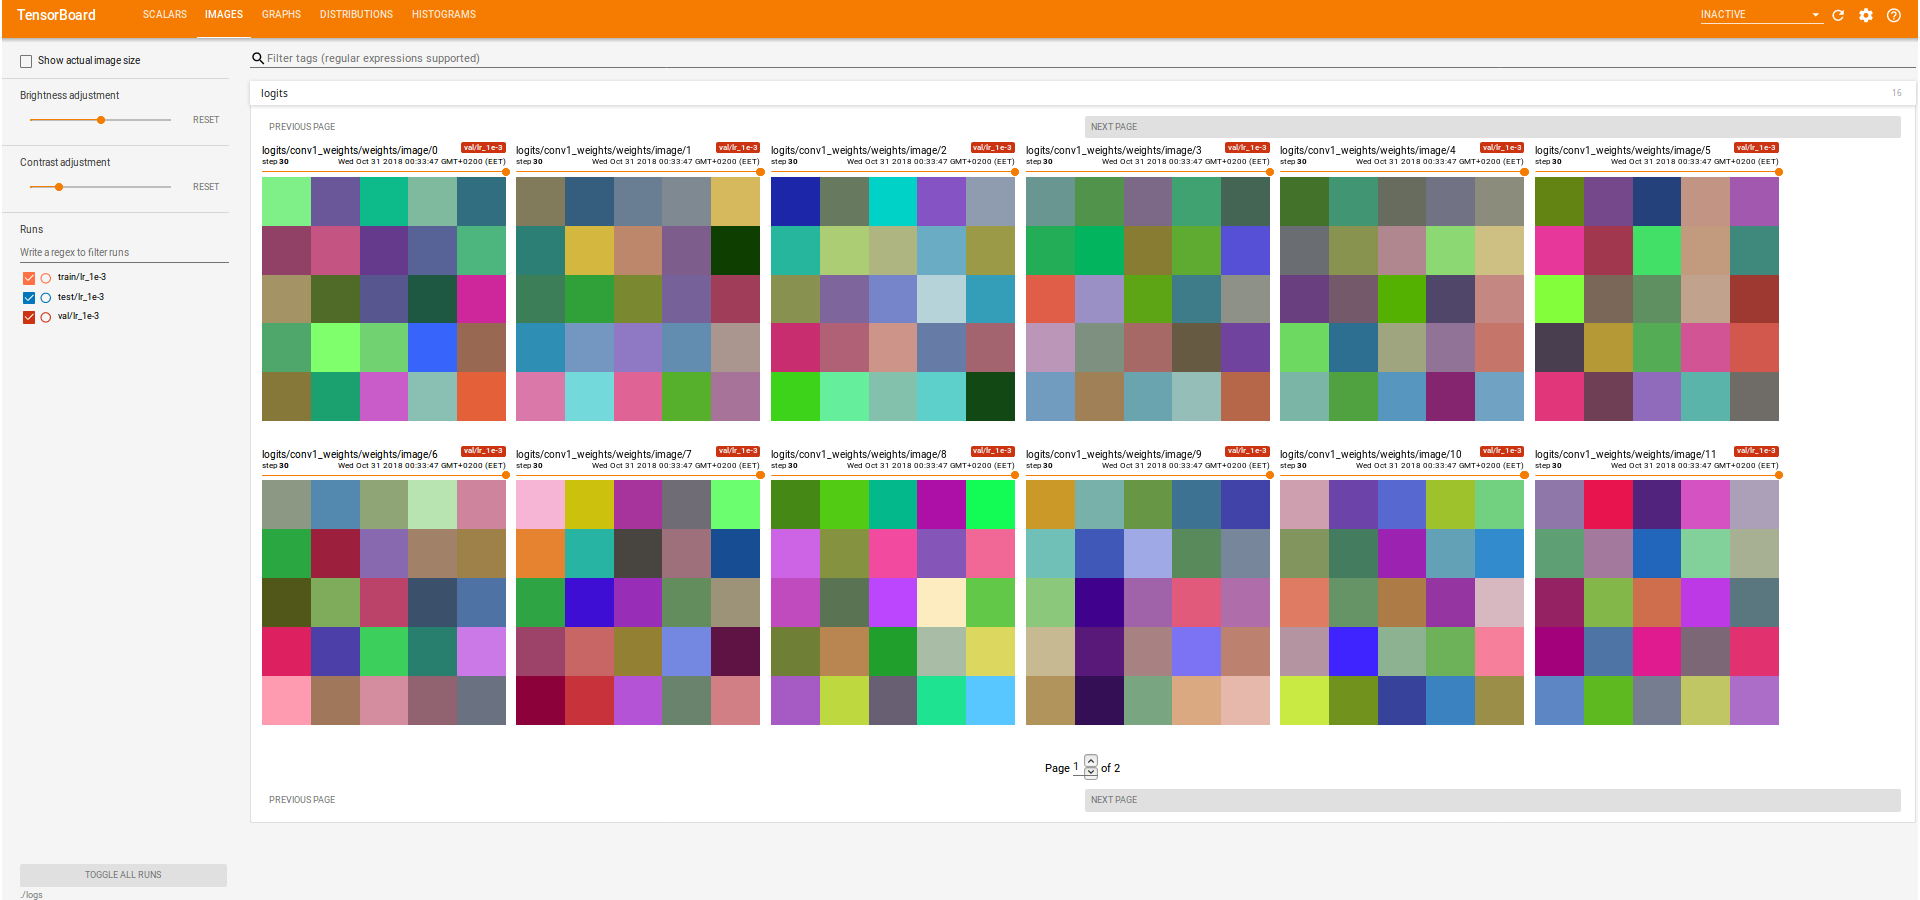 TensorBoard SCALARS IMAGES GRAPHS DISTRIBUTIONS HISTOGRAMS INACTIVE
Show actual image size
Brightness adjustment
RESET
Contrast adjustment
RESET
Runs
Write a regex to filter runs
train/lr_1e-3
test/lr_1e-3
val/lr_1e-3
TOGGLE ALL RUNS
./logs
Filter tags (regular expressions supported)
logits 16
PREVIOUS PAGE NEXT PAGE
logits/conv1_weights/weights/image/0 val/lr_1e-3
step 30 Wed Oct 31 2018 00:33:47 GMT+0200 (EET)
logits/conv1_weights/weights/image/1 val/lr_1e-3
step 30 Wed Oct 31 2018 00:33:47 GMT+0200 (EET)
logits/conv1_weights/weights/image/2 val/lr_1e-3
step 30 Wed Oct 31 2018 00:33:47 GMT+0200 (EET)
logits/conv1_weights/weights/image/3 val/lr_1e-3
step 30 Wed Oct 31 2018 00:33:47 GMT+0200 (EET)
logits/conv1_weights/weights/image/4 val/lr_1e-3
step 30 Wed Oct 31 2018 00:33:47 GMT+0200 (EET)
logits/conv1_weights/weights/image/5 val/lr_1e-3
step 30 Wed Oct 31 2018 00:33:47 GMT+0200 (EET)
logits/conv1_weights/weights/image/6 val/lr_1e-3
step 30 Wed Oct 31 2018 00:33:47 GMT+0200 (EET)
logits/conv1_weights/weights/image/7 val/lr_1e-3
step 30 Wed Oct 31 2018 00:33:47 GMT+0200 (EET)
logits/conv1_weights/weights/image/8 val/lr_1e-3
step 30 Wed Oct 31 2018 00:33:47 GMT+0200 (EET)
logits/conv1_weights/weights/image/9 val/lr_1e-3
step 30 Wed Oct 31 2018 00:33:47 GMT+0200 (EET)
logits/conv1_weights/weights/image/10 val/lr_1e-3
step 30 Wed Oct 31 2018 00:33:47 GMT+0200 (EET)
logits/conv1_weights/weights/image/11 val/lr_1e-3
step 30 Wed Oct 31 2018 00:33:47 GMT+0200 (EET)
Page 1 of 2
PREVIOUS PAGE NEXT PAGE